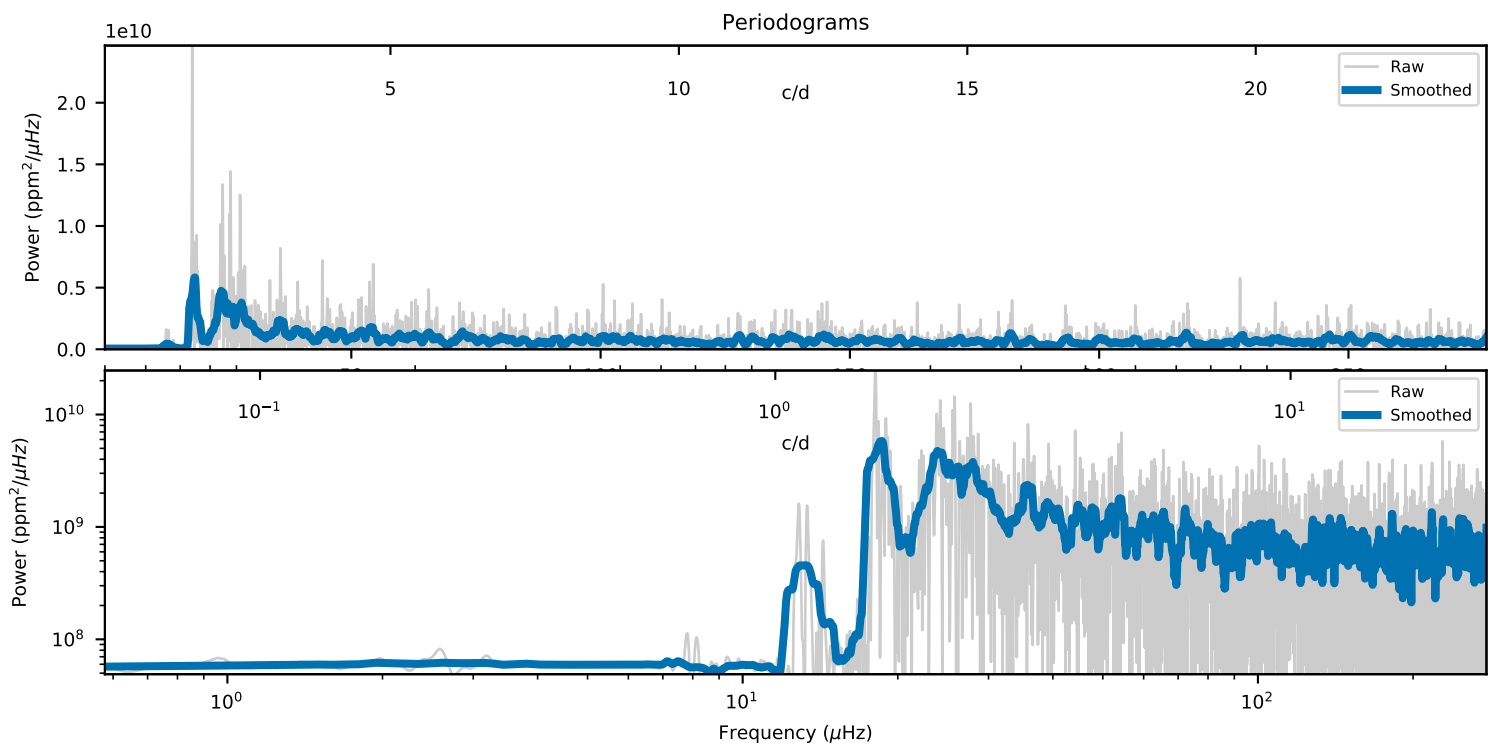 Periodograms
1e10
5 10 15 20
c/d
Raw
Smoothed
2.0
1.5
1.0
0.5
0.0
Power (ppm²/μHz)
10⁻¹ 10⁰ 10¹
c/d
Raw
Smoothed
10¹⁰
10⁹
10⁸
Power (ppm²/μHz)
10⁰ 10¹ 10²
Frequency (μHz)